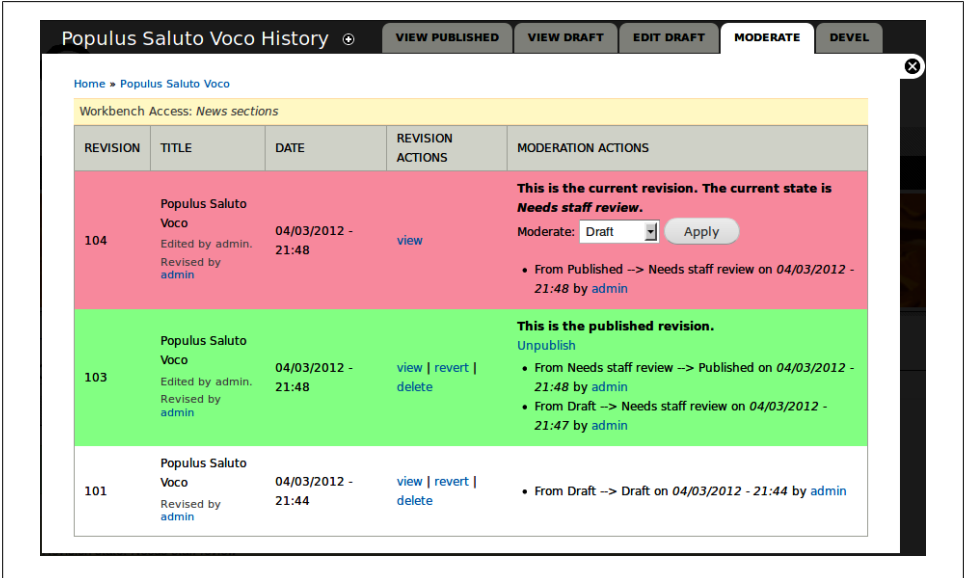 Populus Saluto Voco History
VIEW PUBLISHED
VIEW DRAFT
EDIT DRAFT
MODERATE
DEVEL
Home » Populus Saluto Voco
Workbench Access: News sections
REVISION
TITLE
DATE
REVISION
ACTIONS
MODERATION ACTIONS
104
Populus Saluto
Voco
Edited by admin.
Revised by
admin
04/03/2012 -
21:48
view
This is the current revision. The current state is
Needs staff review.
Moderate: Draft Apply
• From Published --> Needs staff review on 04/03/2012 -
21:48 by admin
103
Populus Saluto
Voco
Edited by admin.
Revised by
admin
04/03/2012 -
21:48
view | revert |
delete
This is the published revision.
Unpublish
• From Needs staff review --> Published on 04/03/2012 -
21:48 by admin
• From Draft --> Needs staff review on 04/03/2012 -
21:47 by admin
101
Populus Saluto
Voco
Revised by
admin
04/03/2012 -
21:44
view | revert |
delete
• From Draft --> Draft on 04/03/2012 - 21:44 by admin